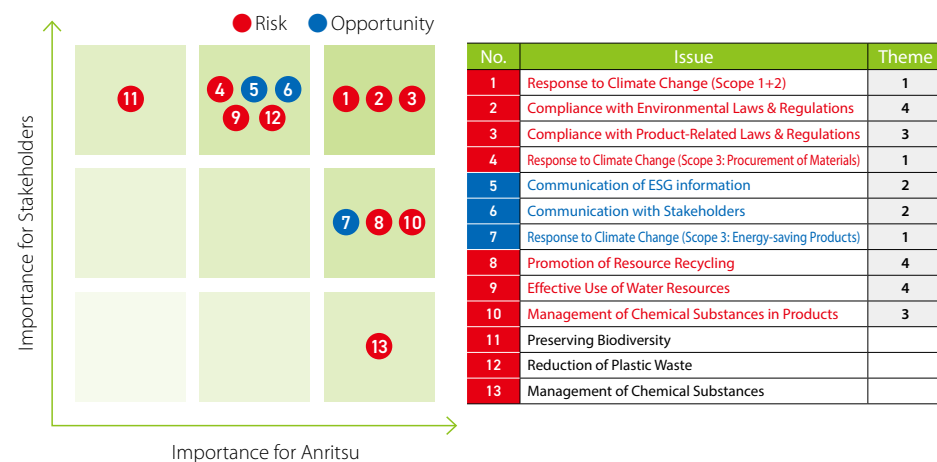 Risk Opportunity
Importance for Stakeholders
11
4 5 6
9 12
1 2 3
7 8 10
13
Importance for Anritsu
No. Issue Theme
1 Response to Climate Change (Scope 1+2) 1
2 Compliance with Environmental Laws & Regulations 4
3 Compliance with Product-Related Laws & Regulations 3
4 Response to Climate Change (Scope 3: Procurement of Materials) 1
5 Communication of ESG information 2
6 Communication with Stakeholders 2
7 Response to Climate Change (Scope 3: Energy-saving Products) 1
8 Promotion of Resource Recycling 4
9 Effective Use of Water Resources 4
10 Management of Chemical Substances in Products 3
11 Preserving Biodiversity
12 Reduction of Plastic Waste
13 Management of Chemical Substances